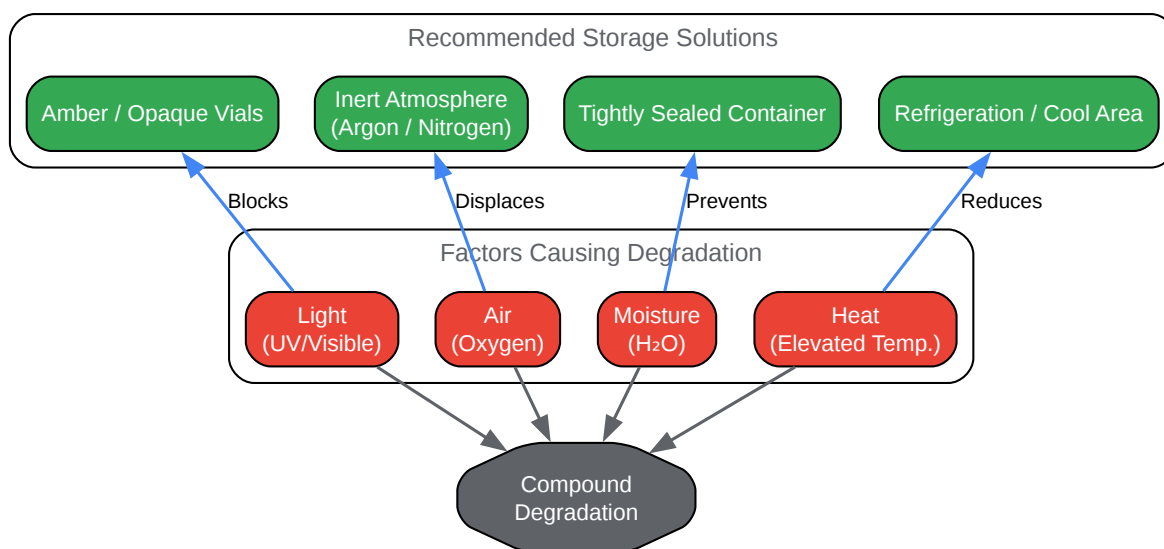 Recommended Storage Solutions
Amber / Opaque Vials
Inert Atmosphere
(Argon / Nitrogen)
Tightly Sealed Container
Refrigeration / Cool Area
Blocks
Displaces
Prevents
Reduces
Factors Causing Degradation
Light
(UV/Visible)
Air
(Oxygen)
Moisture
(H₂O)
Heat
(Elevated Temp.)
Compound
Degradation